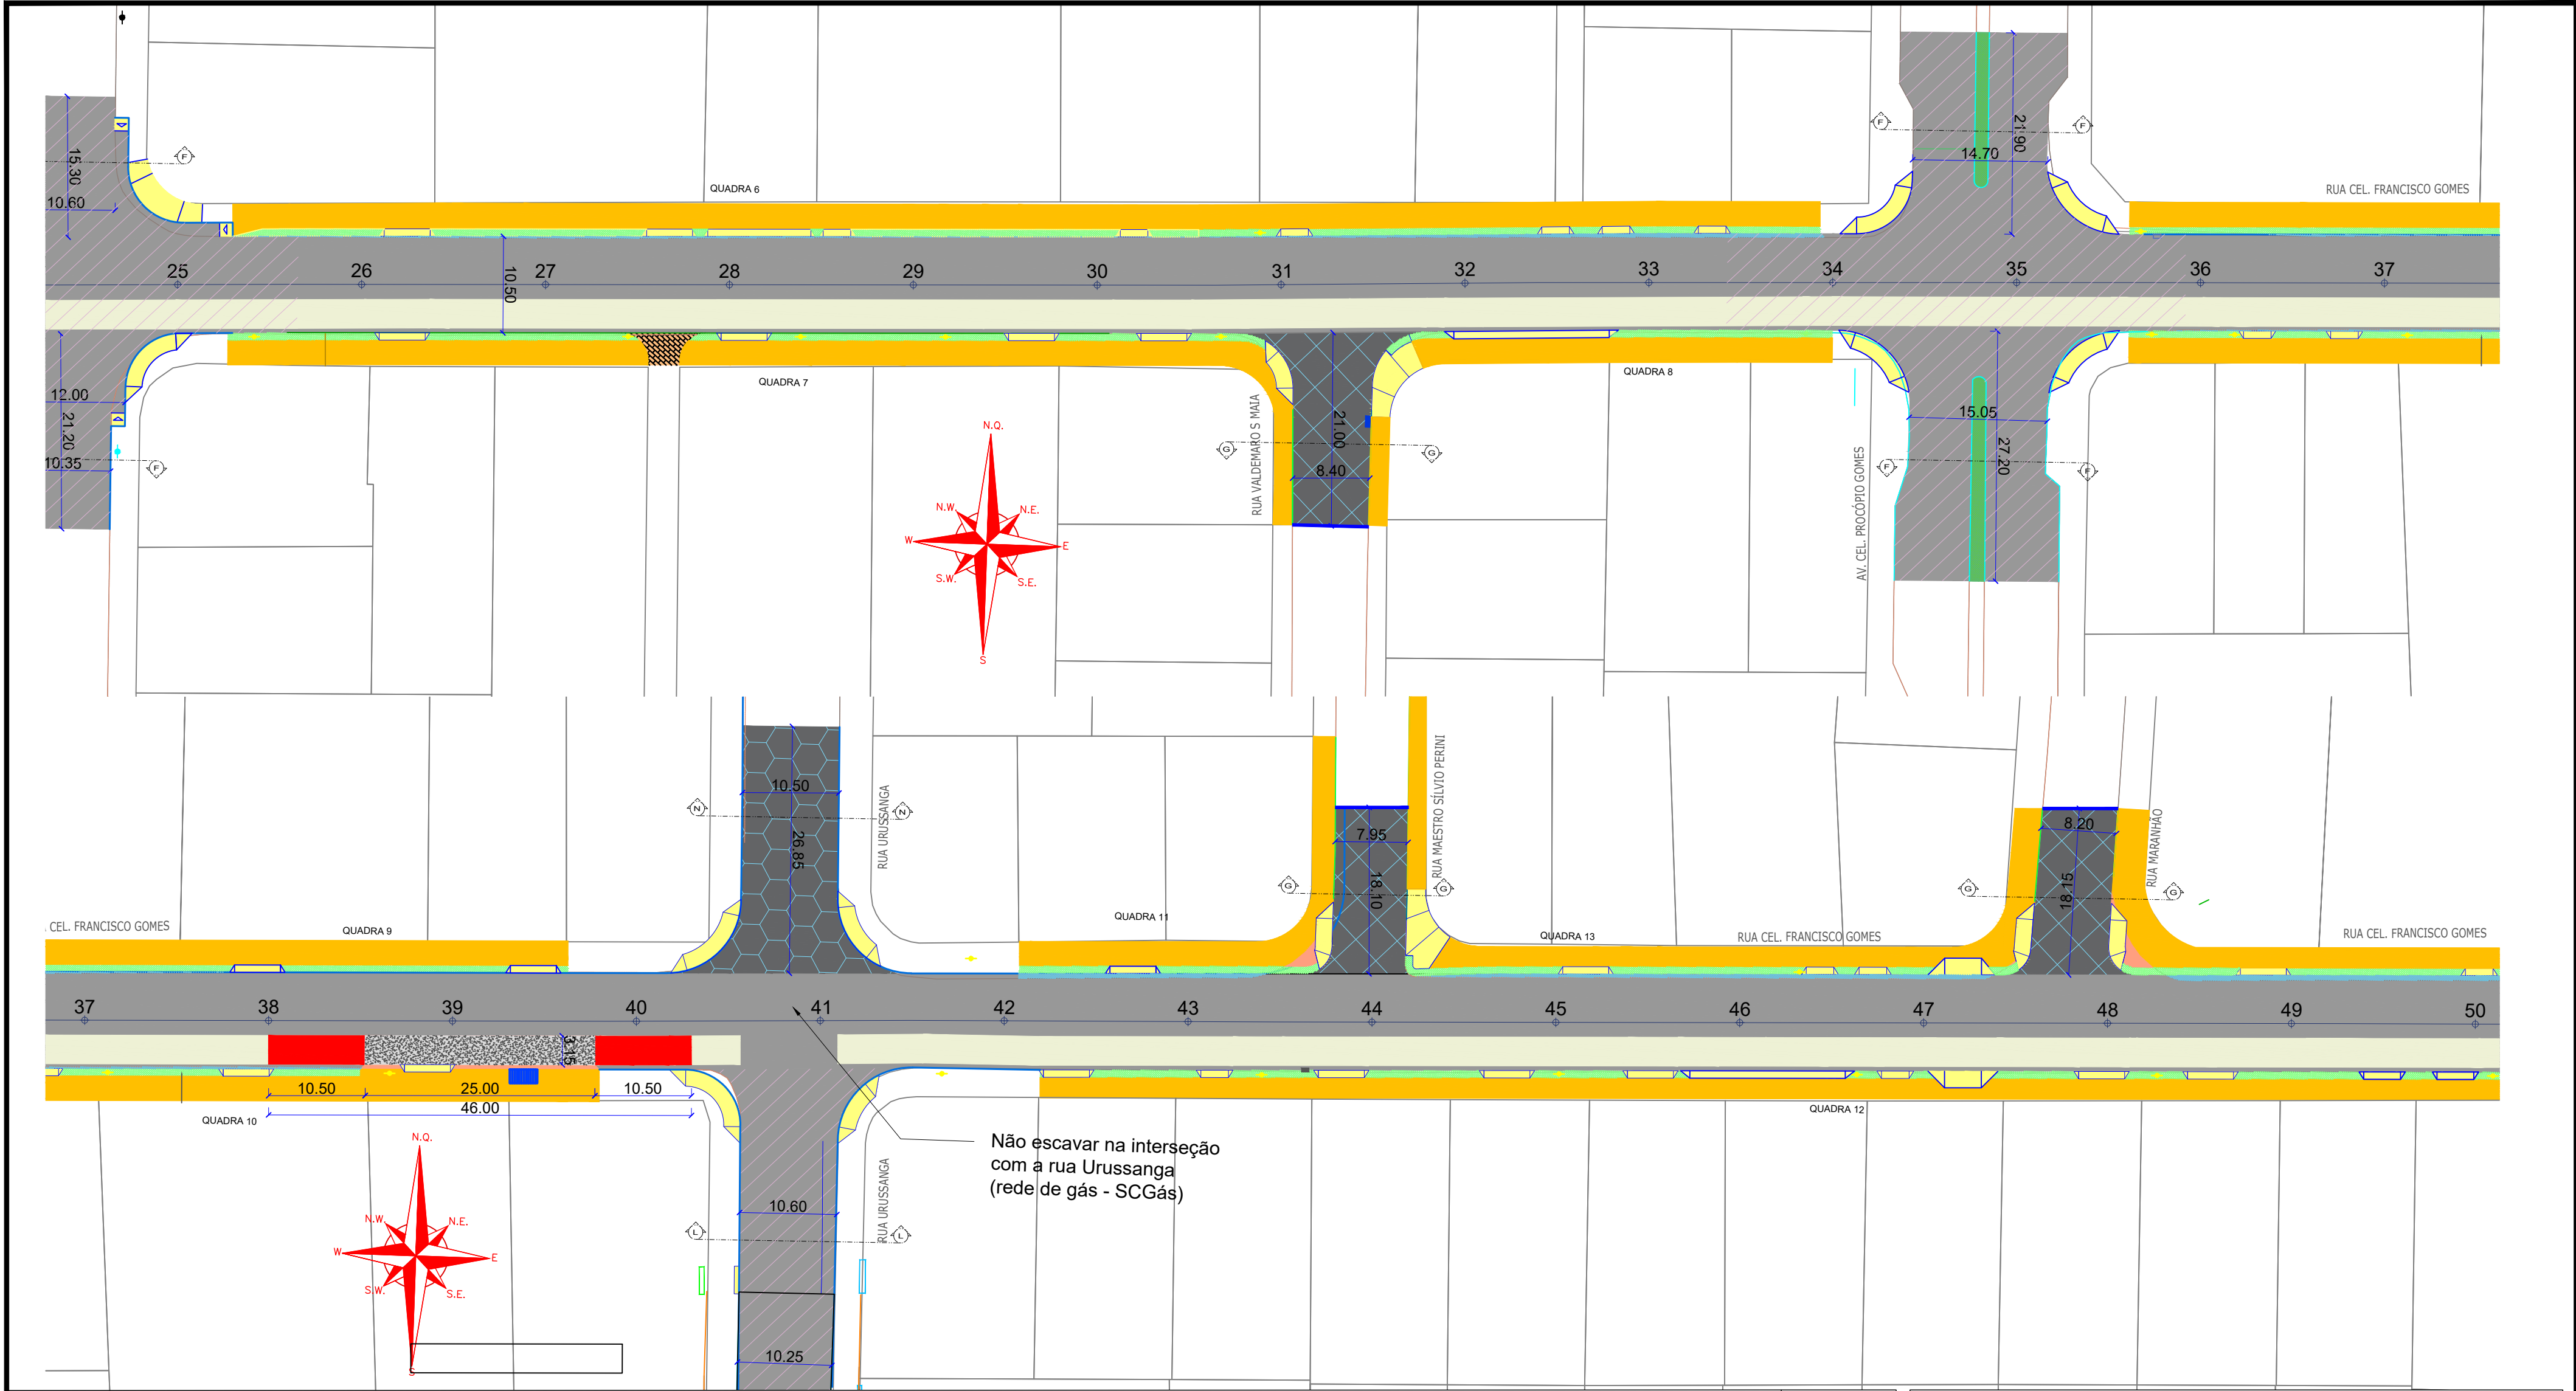 QUADRA 6
RUA CEL. FRANCISCO GOMES
F
F
F
15.30
10.60
21.90
14.70
25
26
27
28
29
30
31
32
33
34
35
36
37
10.50
QUADRA 7
QUADRA 8
12.00
21.20
10.35
F
RUA VALDEMARO S MAIA
21.00
8.40
G
G
AV. CEL. PROCÓPIO GOMES
15.05
27.20
F
F
N.Q.
N.W
N.E.
W
E
S.W.
S.E.
S
10.50
26.85
N
N
RUA URUSSANGA
7.95
18.10
G
G
RUA MAESTRO SÍLVIO PERINI
8.20
18.15
G
G
RUA MARANHÃO
CEL. FRANCISCO GOMES
QUADRA 9
QUADRA 11
QUADRA 13
RUA CEL. FRANCISCO GOMES
RUA CEL. FRANCISCO GOMES
37
38
39
40
41
42
43
44
45
46
47
48
49
50
3.15
10.50
25.00
10.50
46.00
QUADRA 10
QUADRA 12
Não escavar na interseção
com a rua Urussanga
(rede de gás - SCGás)
RUA URUSSANGA
10.60
L
L
10.25
N.Q.
N.W
N.E.
W
E
S.W.
S.E.
S